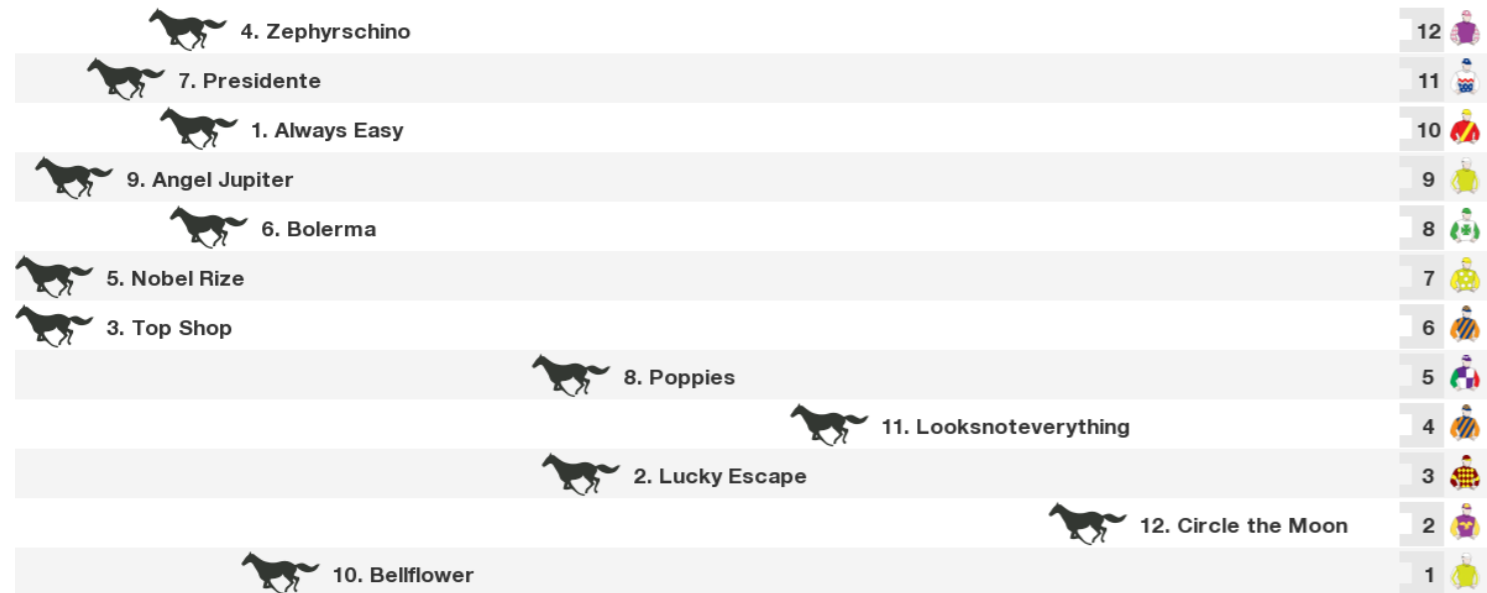 4. Zephyrschino 12
7. Presidente 11
1. Always Easy 10
9. Angel Jupiter 9
6. Bolerma 8
5. Nobel Rize 7
3. Top Shop 6
8. Poppies 5
11. Looksnoteverything 4
2. Lucky Escape 3
12. Circle the Moon 2
10. Bellflower 1